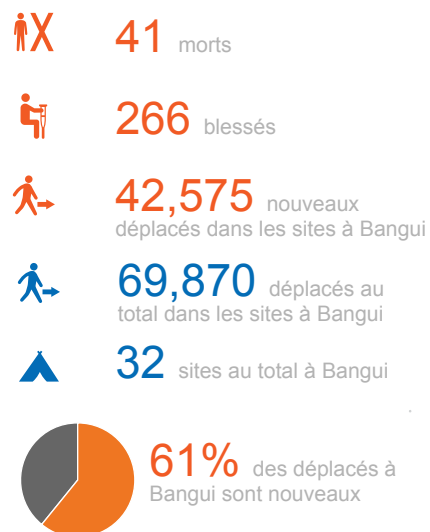 41 morts
266 blessés
42,575 nouveaux
déplacés dans les sites à Bangui
69,870 déplacés au
total dans les sites à Bangui
32 sites au total à Bangui
61% des déplacés à
Bangui sont nouveaux